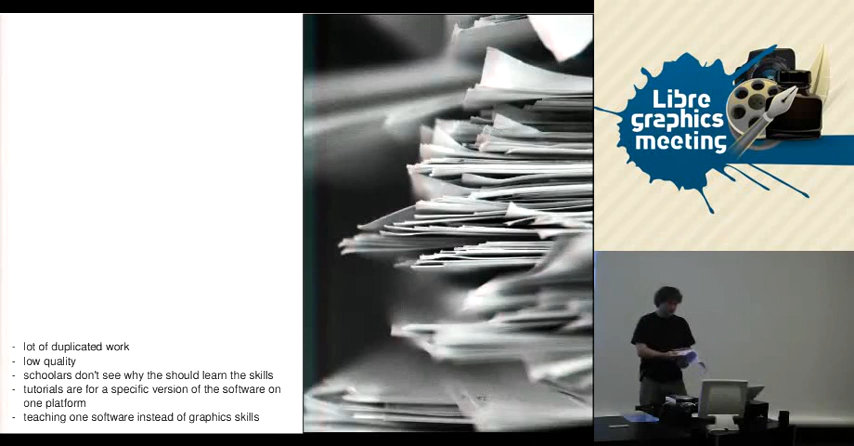 - lot of duplicated work
- low quality
- schoolars don't see why the should learn the skills
- tutorials are for a specific version of the software on
one platform
- teaching one software instead of graphics skills
Libre
graphics
meeting